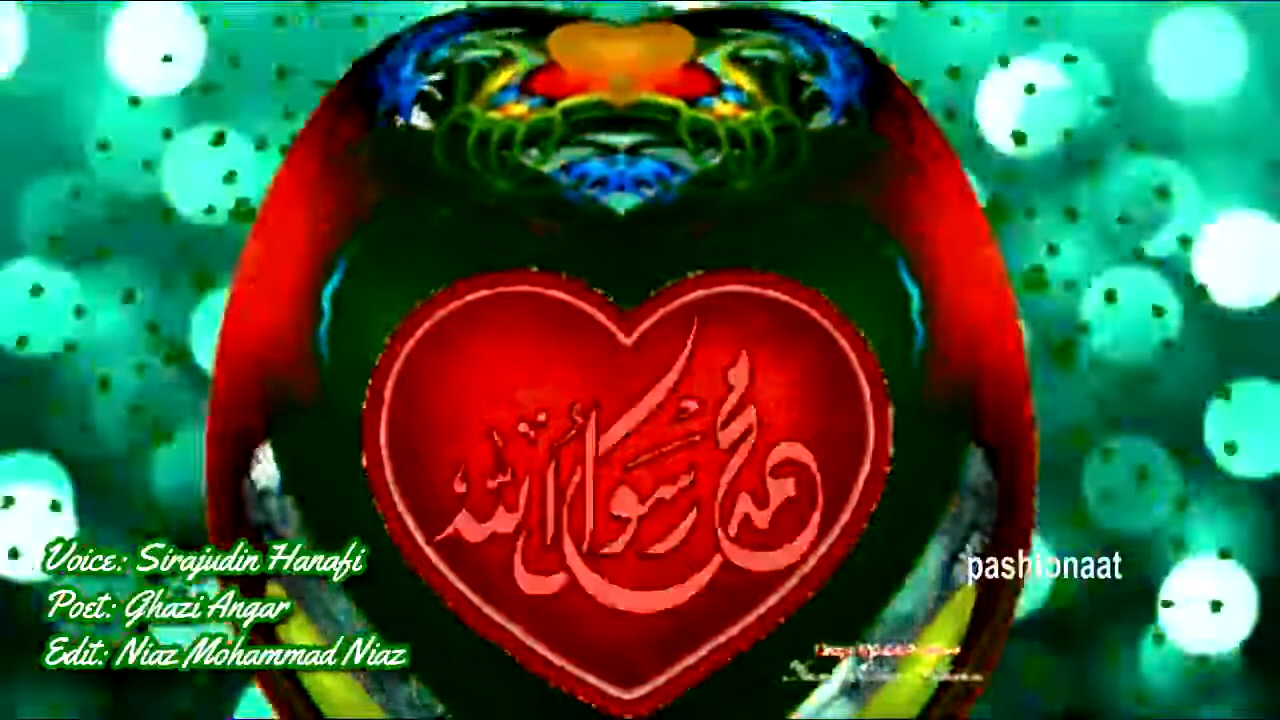 محمد رسول الله
Voice: Sirajudin Hanafi
Poet: Ghazi Angar
Edit: Niaz Mohammad Niaz
pashionaat